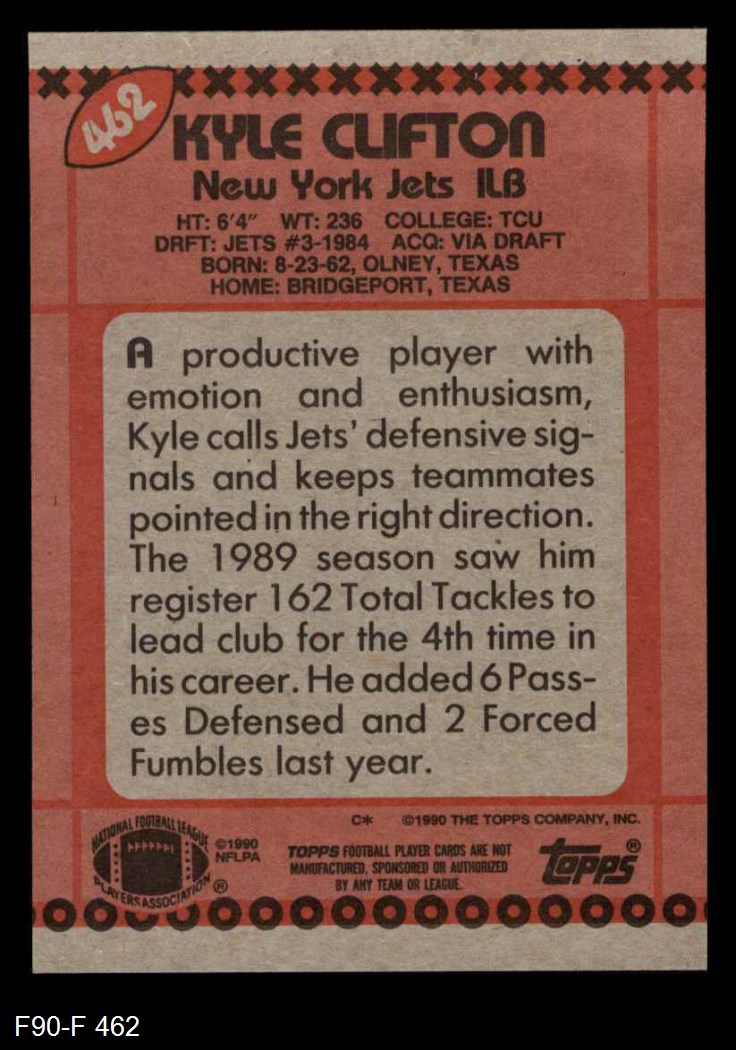 462
KYLE CLIFTON
New York Jets ILB
HT: 6'4" WT: 236 COLLEGE: TCU
DRFT: JETS #3-1984 ACQ: VIA DRAFT
BORN: 8-23-62, OLNEY, TEXAS
HOME: BRIDGEPORT, TEXAS
A productive player with
emotion and enthusiasm,
Kyle calls Jets' defensive sig-
nals and keeps teammates
pointed in the right direction.
The 1989 season saw him
register 162 Total Tackles to
lead club for the 4th time in
his career. He added 6 Pass-
es Defensed and 2 Forced
Fumbles last year.
C* ©1990 THE TOPPS COMPANY, INC.
NATIONAL FOOTBALL LEAGUE
PLAYERS ASSOCIATION ®
©1990
NFLPA
TOPPS FOOTBALL PLAYER CARDS ARE NOT
MANUFACTURED, SPONSORED OR AUTHORIZED
BY ANY TEAM OR LEAGUE.
topps®
F90-F 462